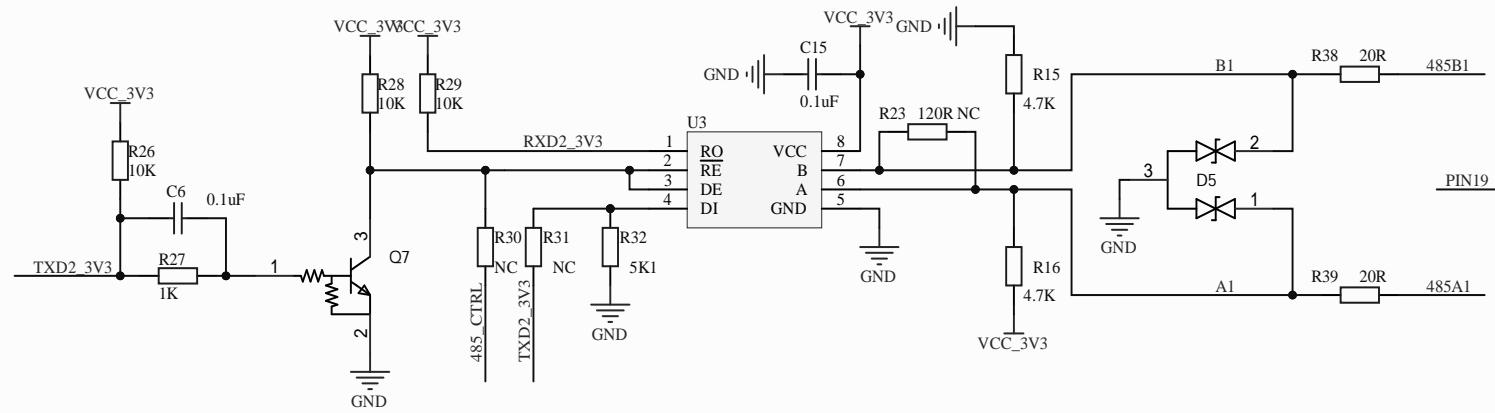 VCC_3V3
VCC_3V3
VCC_3V3
VCC_3V3
R28
10K
R29
10K
GND
C15
0.1uF
GND
R15
4.7K
B1
R38
20R
485B1
R26
10K
C6
0.1uF
RXD2_3V3
U3
1
RO
VCC
8
2
RE
B
7
3
DE
A
6
4
DI
GND
5
R23
120R NC
2
3
D5
1
GND
PIN19
TXD2_3V3
R27
1K
1
3
Q7
2
GND
R30
NC
485_CTRL
R31
NC
TXD2_3V3
R32
5K1
GND
GND
R16
4.7K
VCC_3V3
A1
R39
20R
485A1